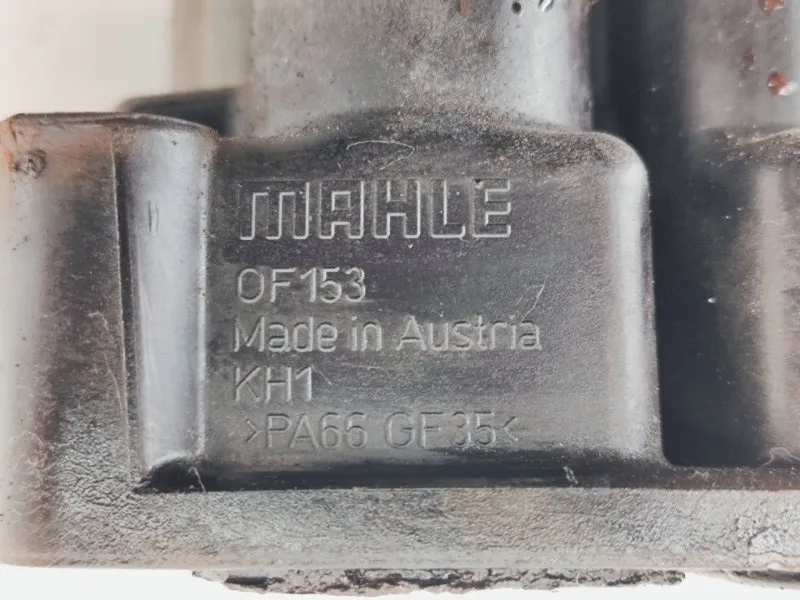 MAHLE
OF153
Made in Austria
KH1
>PA66 GF35<